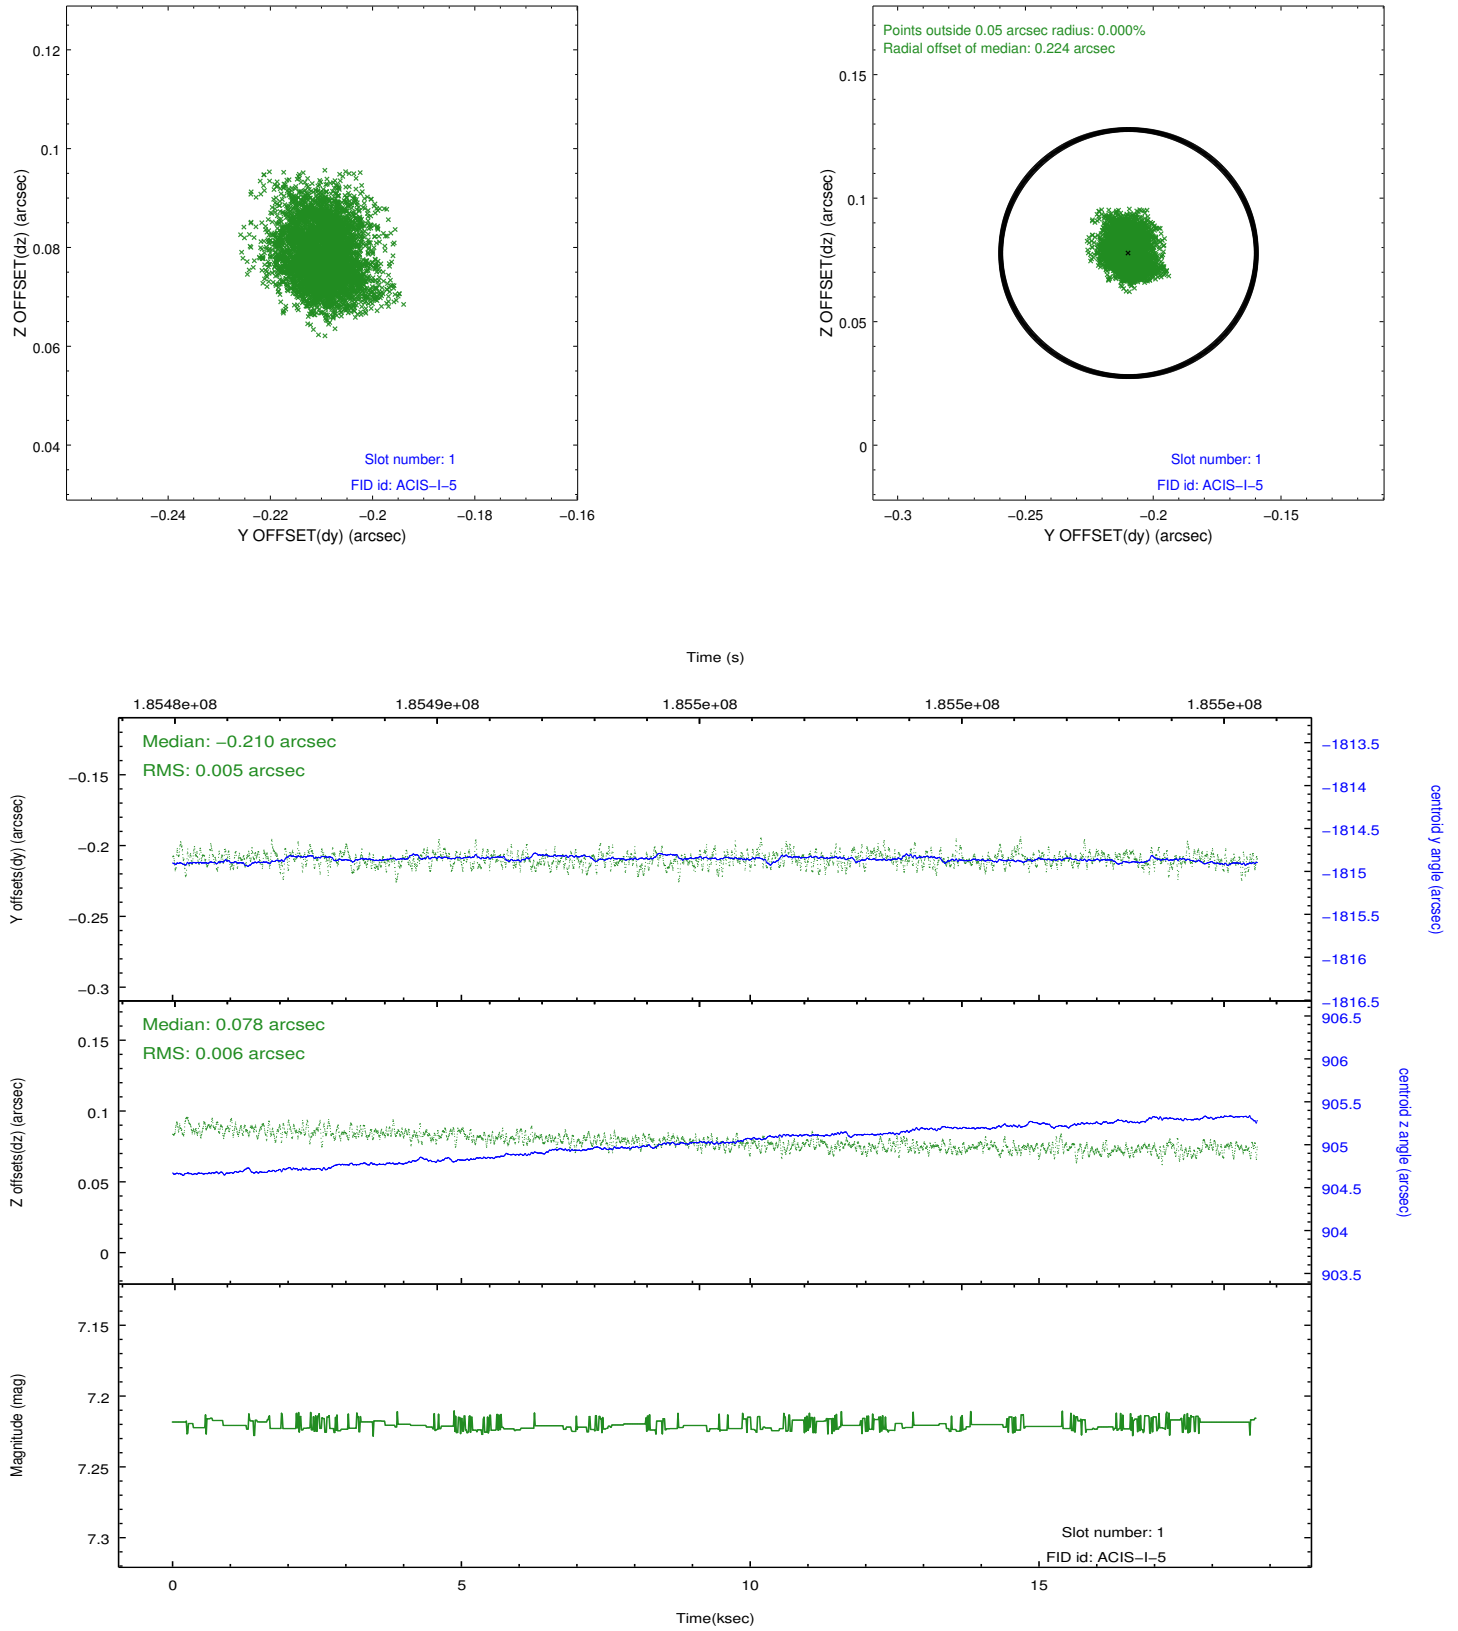 0.12
0.1
0.08
0.06
0.04
Z OFFSET(dz) (arcsec)
Slot number: 1
FID id: ACIS−I−5
−0.24 −0.22 −0.2 −0.18 −0.16
Y OFFSET(dy) (arcsec)
Points outside 0.05 arcsec radius: 0.000%
Radial offset of median: 0.224 arcsec
0.15
0.1
0.05
0
Z OFFSET(dz) (arcsec)
Slot number: 1
FID id: ACIS−I−5
−0.3 −0.25 −0.2 −0.15
Y OFFSET(dy) (arcsec)
Time (s)
1.8548e+08 1.8549e+08 1.855e+08 1.855e+08 1.855e+08
Median: −0.210 arcsec
RMS: 0.005 arcsec
−0.15
−0.2
−0.25
−0.3
Y offsets(dy) (arcsec)
−1813.5
−1814
−1814.5
−1815
−1815.5
−1816
−1816.5
centroid y angle (arcsec)
Median: 0.078 arcsec
RMS: 0.006 arcsec
0.15
0.1
0.05
0
Z offsets(dz) (arcsec)
906.5
906
905.5
905
904.5
904
903.5
centroid z angle (arcsec)
7.15
7.2
7.25
7.3
Magnitude (mag)
Slot number: 1
FID id: ACIS−I−5
0 5 10 15
Time(ksec)